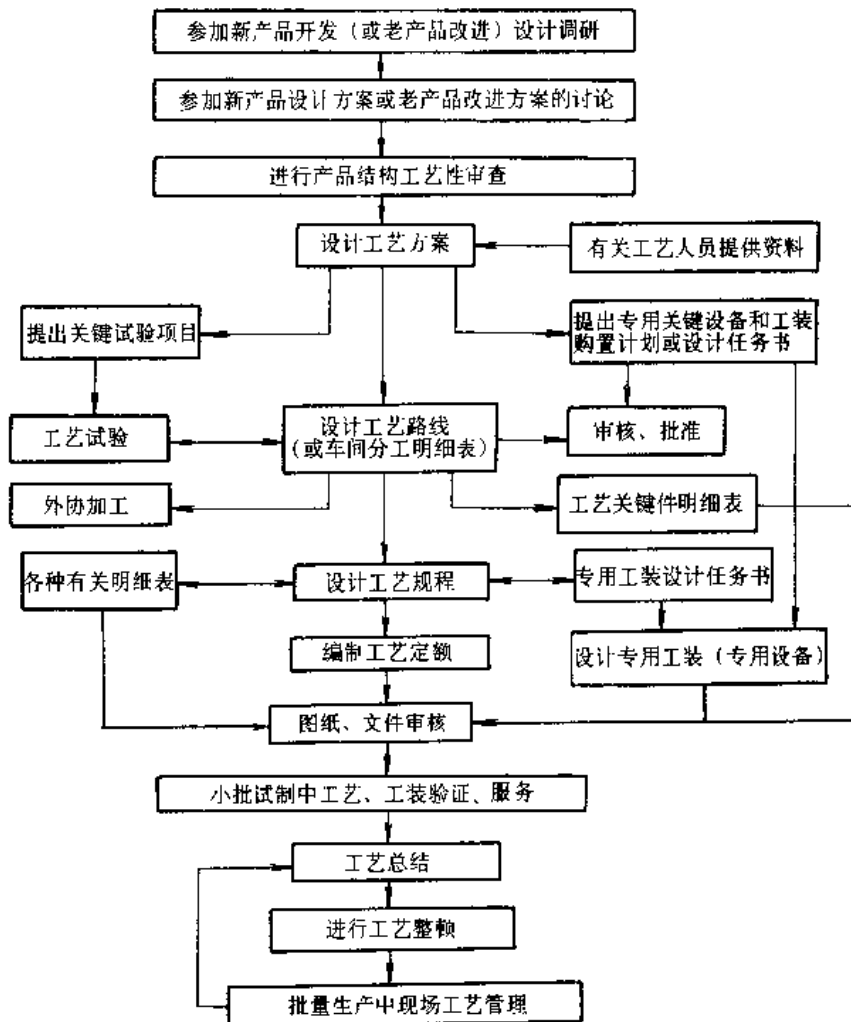 参加新产品开发（或老产品改进）设计调研
参加新产品设计方案或老产品改进方案的讨论
进行产品结构工艺性审查
设计工艺方案
有关工艺人员提供资料
提出关键试验项目
提出专用关键设备和工装
购置计划或设计任务书
工艺试验
设计工艺路线
（或车间分工明细表）
审核、批准
外协加工
工艺关键件明细表
各种有关明细表
设计工艺规程
专用工装设计任务书
编制工艺定额
设计专用工装（专用设备）
图纸、文件审核
小批试制中工艺、工装验证、服务
工艺总结
进行工艺整顿
批量生产中现场工艺管理